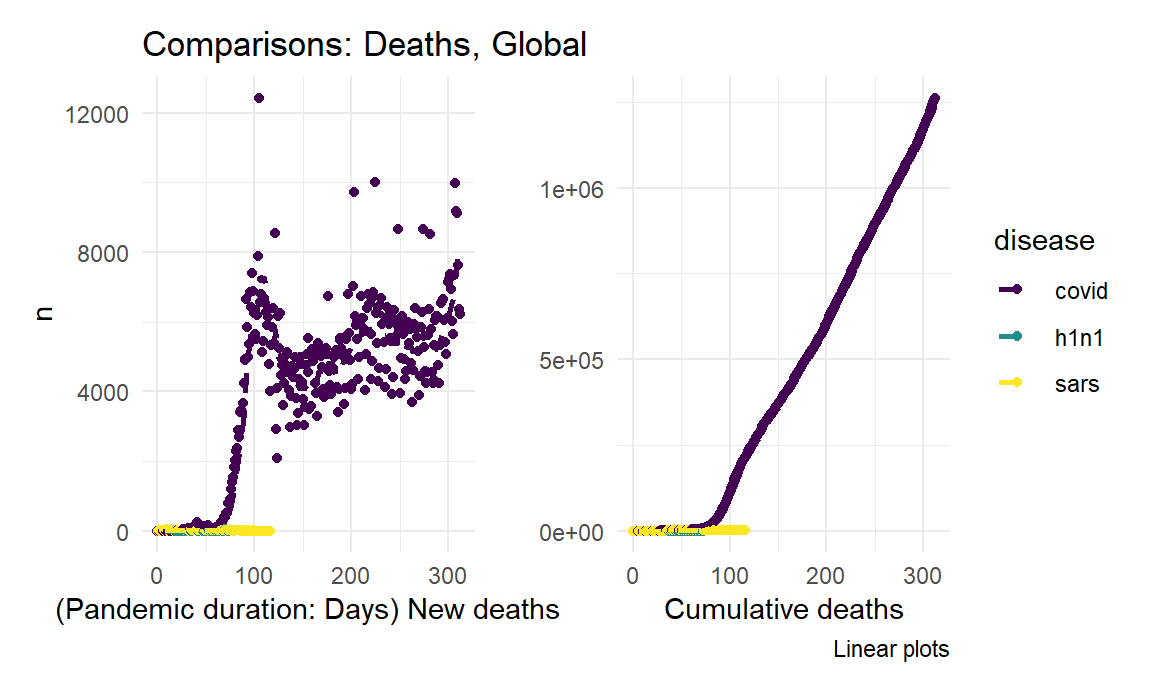 Comparisons: Deaths, Global
n
12000
8000
4000
0
0 100 200 300
(Pandemic duration: Days) New deaths
1e+06
5e+05
0e+00
0 100 200 300
Cumulative deaths
disease
covid
h1n1
sars
Linear plots